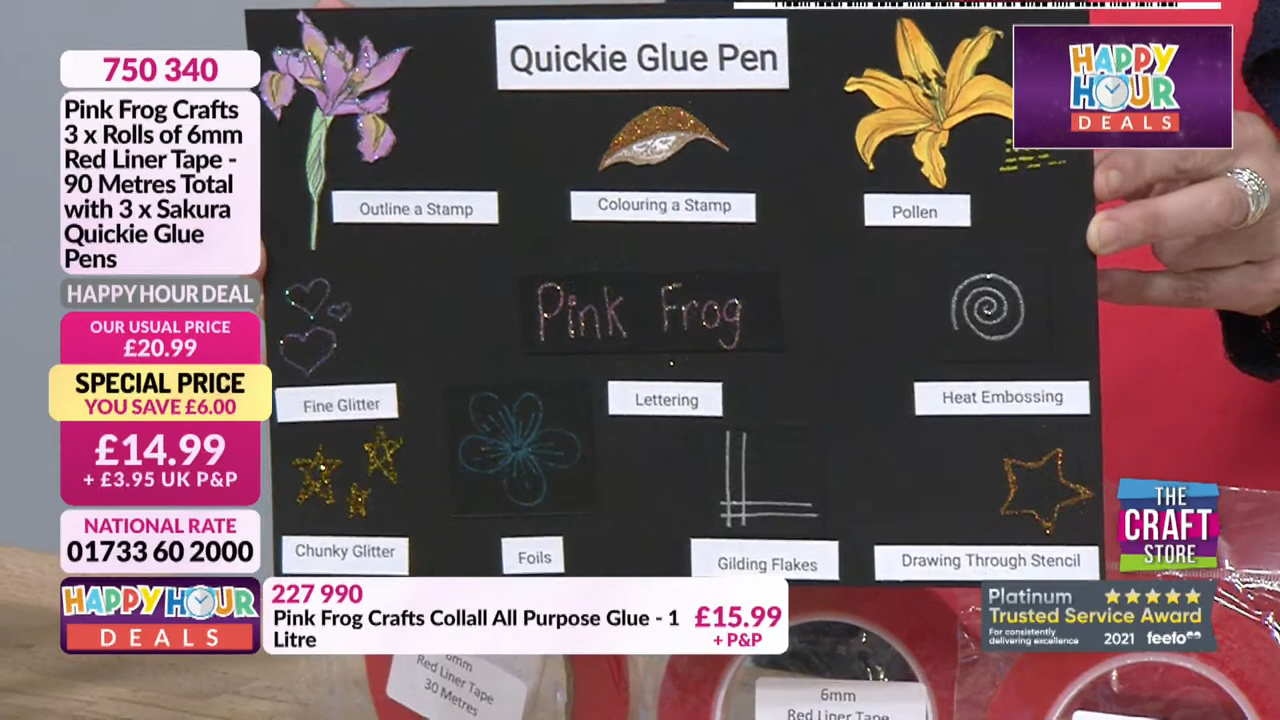 750 340
Pink Frog Crafts
3 x Rolls of 6mm
Red Liner Tape -
90 Metres Total
with 3 x Sakura
Quickie Glue
Pens
HAPPY HOUR DEAL
OUR USUAL PRICE
£20.99
SPECIAL PRICE
YOU SAVE £6.00
£14.99
+ £3.95 UK P&P
NATIONAL RATE
01733 60 2000
HAPPY HOUR
DEALS
227 990
Pink Frog Crafts Collall All Purpose Glue - 1
Litre
£15.99
+ P&P
Quickie Glue Pen
Outline a Stamp
Colouring a Stamp
Pollen
Pink Frog
Fine Glitter
Lettering
Heat Embossing
Chunky Glitter
Foils
Gilding Flakes
Drawing Through Stencil
HAPPY
HOUR
DEALS
THE
CRAFT
STORE
Platinum
Trusted Service Award
For consistently
delivering excellence
2021 feefo
6mm
Red Liner Tape
30 Metres
6mm
Red Liner Tape